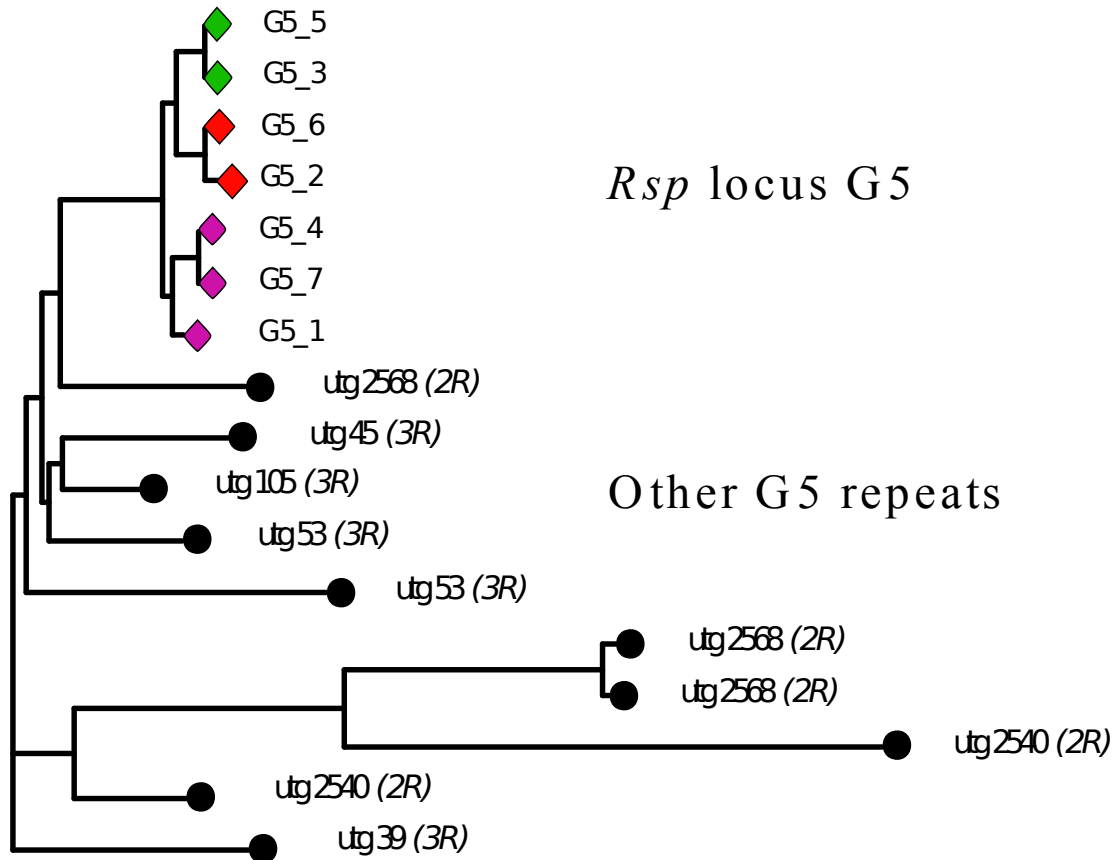 G5_5
G5_3
G5_6
G5_2
Rsp locus G5
G5_4
G5_7
G5_1
utg2568 (2R)
utg45 (3R)
utg105 (3R)
Other G5 repeats
utg53 (3R)
utg53 (3R)
utg2568 (2R)
utg2568 (2R)
utg2540 (2R)
utg2540 (2R)
utg39 (3R)